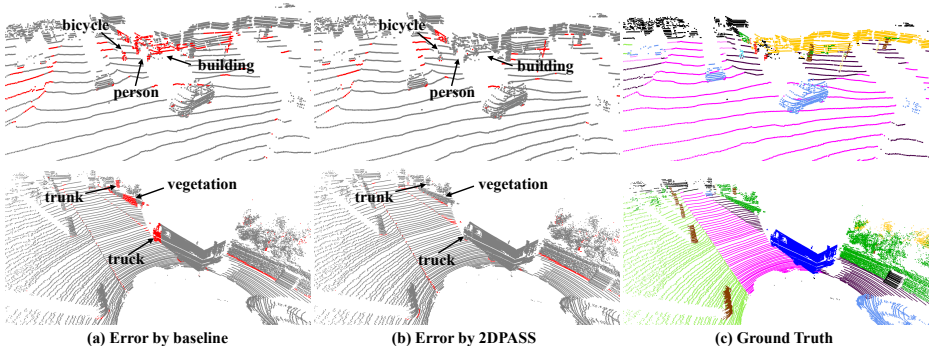 bicycle
building
person
bicycle
building
person
vegetation
trunk
truck
vegetation
trunk
truck
(a) Error by baseline
(b) Error by 2DPASS
(c) Ground Truth